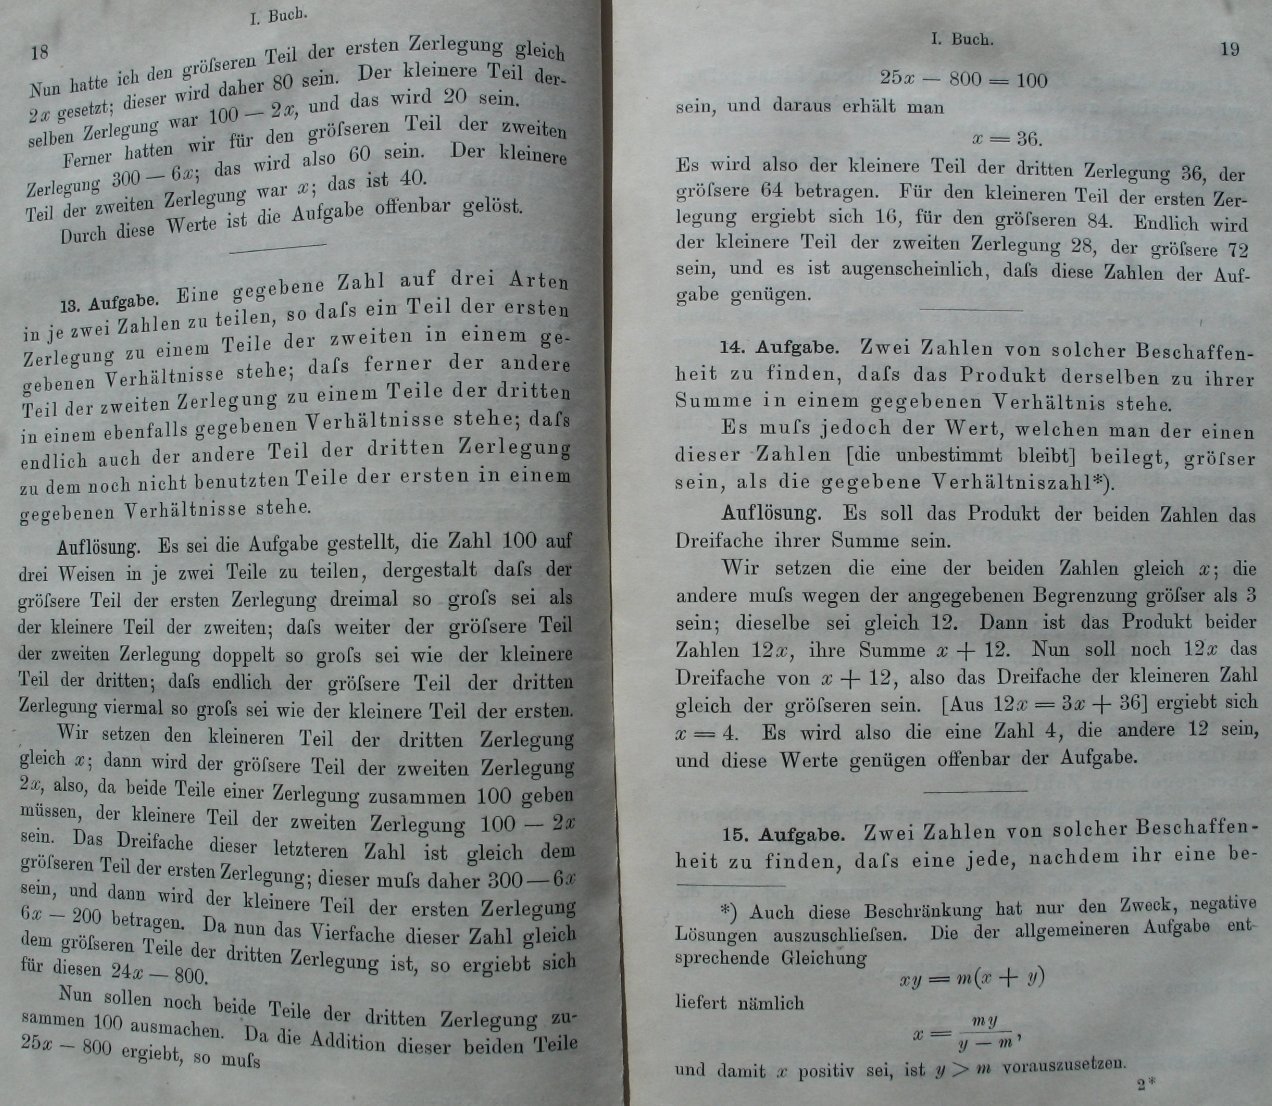 18
I. Buch.
Nun hatte ich den gröſseren Teil der ersten Zerlegung gleich
2x gesetzt; dieser wird daher 80 sein. Der kleinere Teil der-
selben Zerlegung war 100 — 2x, und das wird 20 sein.
Ferner hatten wir für den gröſseren Teil der zweiten
Zerlegung 300 — 6x; das wird also 60 sein. Der kleinere
Teil der zweiten Zerlegung war x; das ist 40.
Durch diese Werte ist die Aufgabe offenbar gelöst.
13. Aufgabe. Eine gegebene Zahl auf drei Arten
in je zwei Zahlen zu teilen, so daſs ein Teil der ersten
Zerlegung zu einem Teile der zweiten in einem ge-
gebenen Verhältnisse stehe; daſs ferner der andere
Teil der zweiten Zerlegung zu einem Teile der dritten
in einem ebenfalls gegebenen Verhältnisse stehe; daſs
endlich auch der andere Teil der dritten Zerlegung
zu dem noch nicht benutzten Teile der ersten in einem
gegebenen Verhältnisse stehe.
Auflösung. Es sei die Aufgabe gestellt, die Zahl 100 auf
drei Weisen in je zwei Teile zu teilen, dergestalt daſs der
gröſsere Teil der ersten Zerlegung dreimal so groſs sei als
der kleinere Teil der zweiten; daſs weiter der gröſsere Teil
der zweiten Zerlegung doppelt so groſs sei wie der kleinere
Teil der dritten; daſs endlich der gröſsere Teil der dritten
Zerlegung viermal so groſs sei wie der kleinere Teil der ersten.
Wir setzen den kleineren Teil der dritten Zerlegung
gleich x; dann wird der gröſsere Teil der zweiten Zerlegung
2x, also, da beide Teile einer Zerlegung zusammen 100 geben
müssen, der kleinere Teil der zweiten Zerlegung 100 — 2x
sein. Das Dreifache dieser letzteren Zahl ist gleich dem
gröſseren Teil der ersten Zerlegung; dieser muſs daher 300 — 6x
sein, und dann wird der kleinere Teil der ersten Zerlegung
6x — 200 betragen. Da nun das Vierfache dieser Zahl gleich
dem gröſseren Teile der dritten Zerlegung ist, so ergiebt sich
für diesen 24x — 800.
Nun sollen noch beide Teile der dritten Zerlegung zu-
sammen 100 ausmachen. Da die Addition dieser beiden Teile
25x — 800 ergiebt, so muſs
I. Buch.
19
25x — 800 = 100
sein, und daraus erhält man
x = 36.
Es wird also der kleinere Teil der dritten Zerlegung 36, der
gröſsere 64 betragen. Für den kleineren Teil der ersten Zer-
legung ergiebt sich 16, für den gröſseren 84. Endlich wird
der kleinere Teil der zweiten Zerlegung 28, der gröſsere 72
sein, und es ist augenscheinlich, daſs diese Zahlen der Auf-
gabe genügen.
14. Aufgabe. Zwei Zahlen von solcher Beschaffen-
heit zu finden, daſs das Produkt derselben zu ihrer
Summe in einem gegebenen Verhältnis stehe.
Es muſs jedoch der Wert, welchen man der einen
dieser Zahlen [die unbestimmt bleibt] beilegt, gröſser
sein, als die gegebene Verhältniszahl*).
Auflösung. Es soll das Produkt der beiden Zahlen das
Dreifache ihrer Summe sein.
Wir setzen die eine der beiden Zahlen gleich x; die
andere muſs wegen der angegebenen Begrenzung gröſser als 3
sein; dieselbe sei gleich 12. Dann ist das Produkt beider
Zahlen 12x, ihre Summe x + 12. Nun soll noch 12x das
Dreifache von x + 12, also das Dreifache der kleineren Zahl
gleich der gröſseren sein. [Aus 12x = 3x + 36] ergiebt sich
x = 4. Es wird also die eine Zahl 4, die andere 12 sein,
und diese Werte genügen offenbar der Aufgabe.
15. Aufgabe. Zwei Zahlen von solcher Beschaffen-
heit zu finden, daſs eine jede, nachdem ihr eine be-
*) Auch diese Beschränkung hat nur den Zweck, negative
Lösungen auszuschlieſsen. Die der allgemeineren Aufgabe ent-
sprechende Gleichung
xy = m(x + y)
liefert nämlich
x = my / (y — m),
und damit x positiv sei, ist y > m vorauszusetzen.
2*